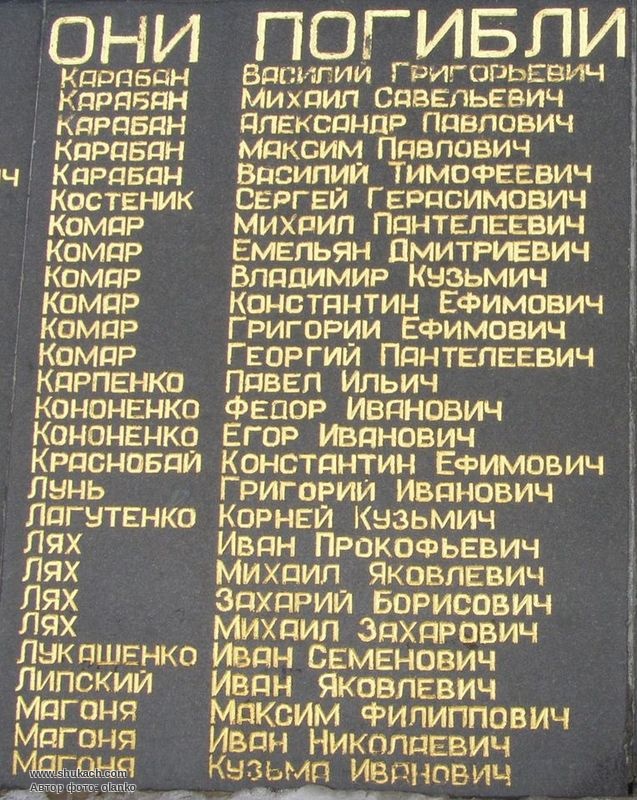 ОНИ ПОГИБЛИ
КАРАБАН ВАСИЛИЙ ГРИГОРЬЕВИЧ
КАРАБАН МИХАИЛ САВЕЛЬЕВИЧ
КАРАБАН АЛЕКСАНДР ПАВЛОВИЧ
КАРАБАН МАКСИМ ПАВЛОВИЧ
КАРАБАН ВАСИЛИЙ ТИМОФЕЕВИЧ
КОСТЕНИК СЕРГЕЙ ГЕРАСИМОВИЧ
КОМАР МИХАИЛ ПАНТЕЛЕЕВИЧ
КОМАР ЕМЕЛЬЯН ДМИТРИЕВИЧ
КОМАР ВЛАДИМИР КУЗЬМИЧ
КОМАР КОНСТАНТИН ЕФИМОВИЧ
КОМАР ГРИГОРИИ ЕФИМОВИЧ
КОМАР ГЕОРГИЙ ПАНТЕЛЕЕВИЧ
КАРПЕНКО ПАВЕЛ ИЛЬИЧ
КОНОНЕНКО ФЕДОР ИВАНОВИЧ
КОНОНЕНКО ЕГОР ИВАНОВИЧ
КРАСНОБАЙ КОНСТАНТИН ЕФИМОВИЧ
ЛУНЬ ГРИГОРИЙ ИВАНОВИЧ
ЛАГУТЕНКО КОРНЕЙ КУЗЬМИЧ
ЛЯХ ИВАН ПРОКОФЬЕВИЧ
ЛЯХ МИХАИЛ ЯКОВЛЕВИЧ
ЛЯХ ЗАХАРИЙ БОРИСОВИЧ
ЛЯХ МИХАИЛ ЗАХАРОВИЧ
ЛУКАШЕНКО ИВАН СЕМЕНОВИЧ
ЛИПСКИЙ ИВАН ЯКОВЛЕВИЧ
МАГОНЯ МАКСИМ ФИЛИППОВИЧ
МАГОНЯ ИВАН НИКОЛАЕВИЧ
МАГОНЯ КУЗЬМА ИВАНОВИЧ
www.shukach.com
Автор фото: olanko